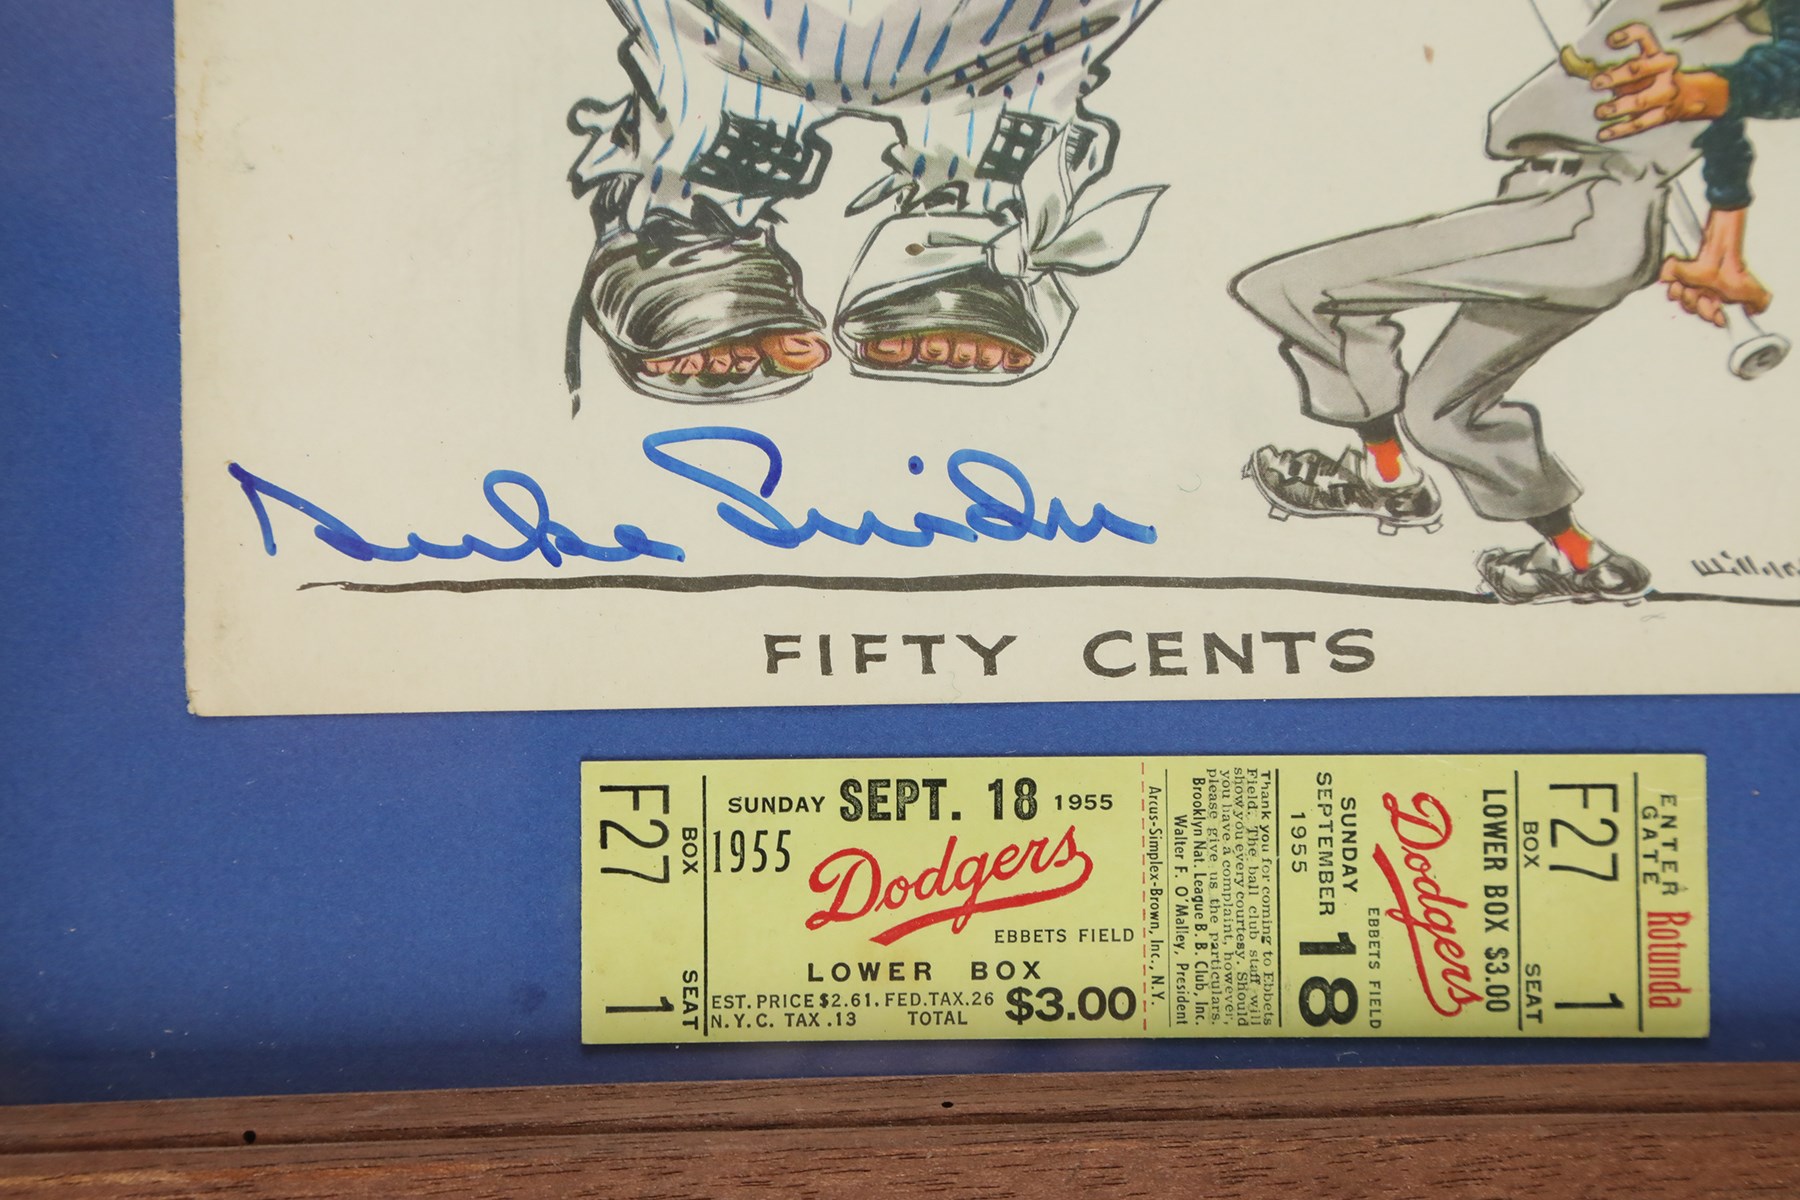 Duke Snider
FIFTY CENTS
F27
BOX
1
SEAT
SUNDAY SEPT. 18 1955
1955
Dodgers
EBBETS FIELD
LOWER BOX
EST. PRICE $2.61. FED. TAX .26
N.Y.C. TAX .13 TOTAL
$3.00
Arcus-Simplex-Brown, Inc., N.Y.
Thank you for coming to Ebbets
Field. The ball club staff will
show you every courtesy. Should
you have a complaint, however,
please give us the particulars.
Brooklyn Nat. League B. B. Club, Inc.
Walter F. O'Malley, President
SUNDAY
SEPTEMBER 18
1955
Dodgers
EBBETS FIELD
LOWER BOX $3.00
F27
BOX
1
SEAT
ENTER
GATE
Rotunda